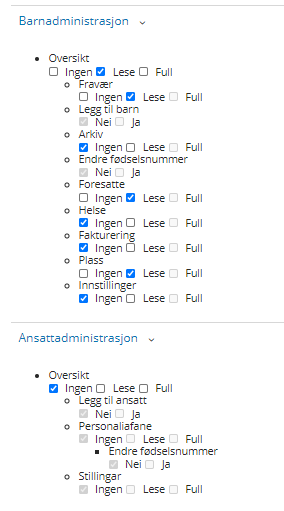 Barnadministrasjon
Oversikt
Ingen Lese Full
Fravær
Ingen Lese Full
Legg til barn
Nei Ja
Arkiv
Ingen Lese Full
Endre fødselsnummer
Nei Ja
Foresatte
Ingen Lese Full
Helse
Ingen Lese Full
Fakturering
Ingen Lese Full
Plass
Ingen Lese Full
Innstillinger
Ingen Lese Full
Ansattadministrasjon
Oversikt
Ingen Lese Full
Legg til ansatt
Nei Ja
Personaliafane
Ingen Lese Full
Endre fødselsnummer
Nei Ja
Stillingar
Ingen Lese Full